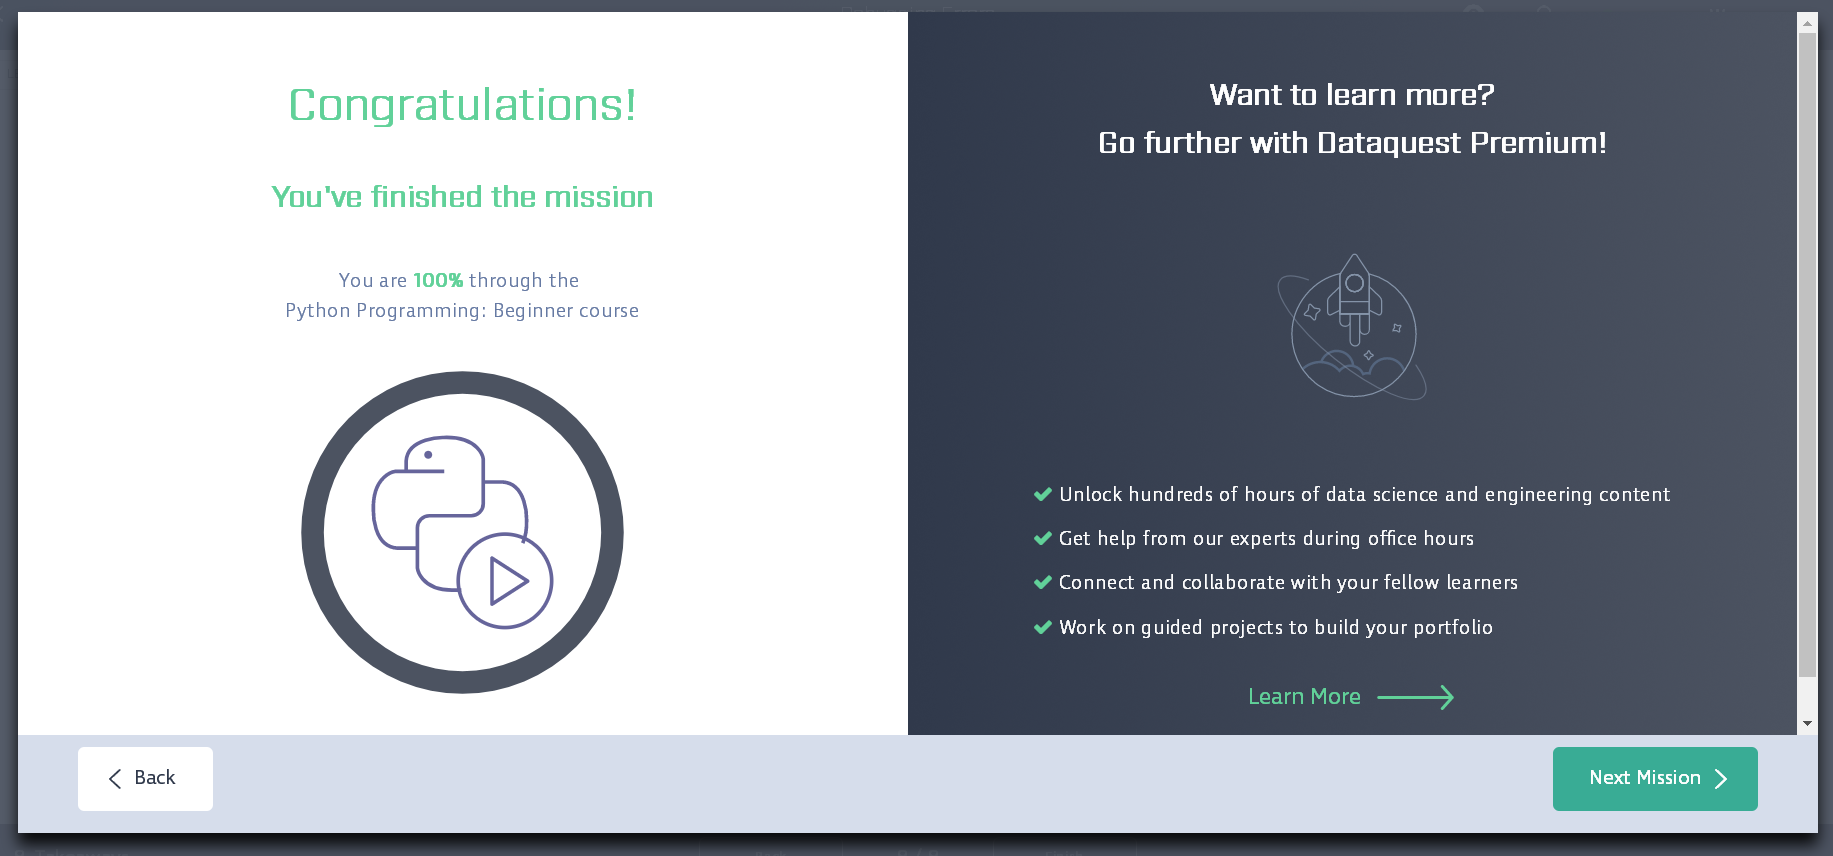 Congratulations!
You've finished the mission
You are 100% through the
Python Programming: Beginner course
Want to learn more?
Go further with Dataquest Premium!
Unlock hundreds of hours of data science and engineering content
Get help from our experts during office hours
Connect and collaborate with your fellow learners
Work on guided projects to build your portfolio
Learn More
Back
Next Mission